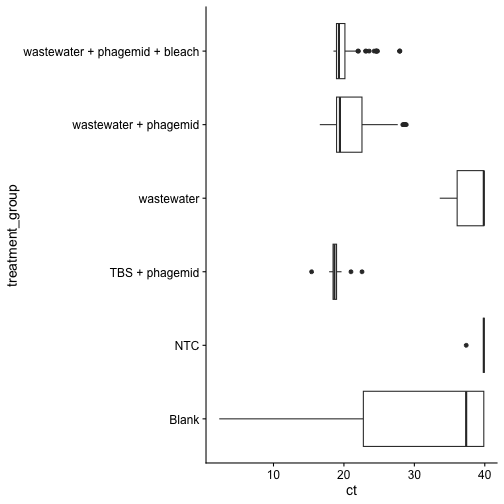 treatment_group
wastewater + phagemid + bleach
wastewater + phagemid
wastewater
TBS + phagemid
NTC
Blank
10 20 30 40
ct